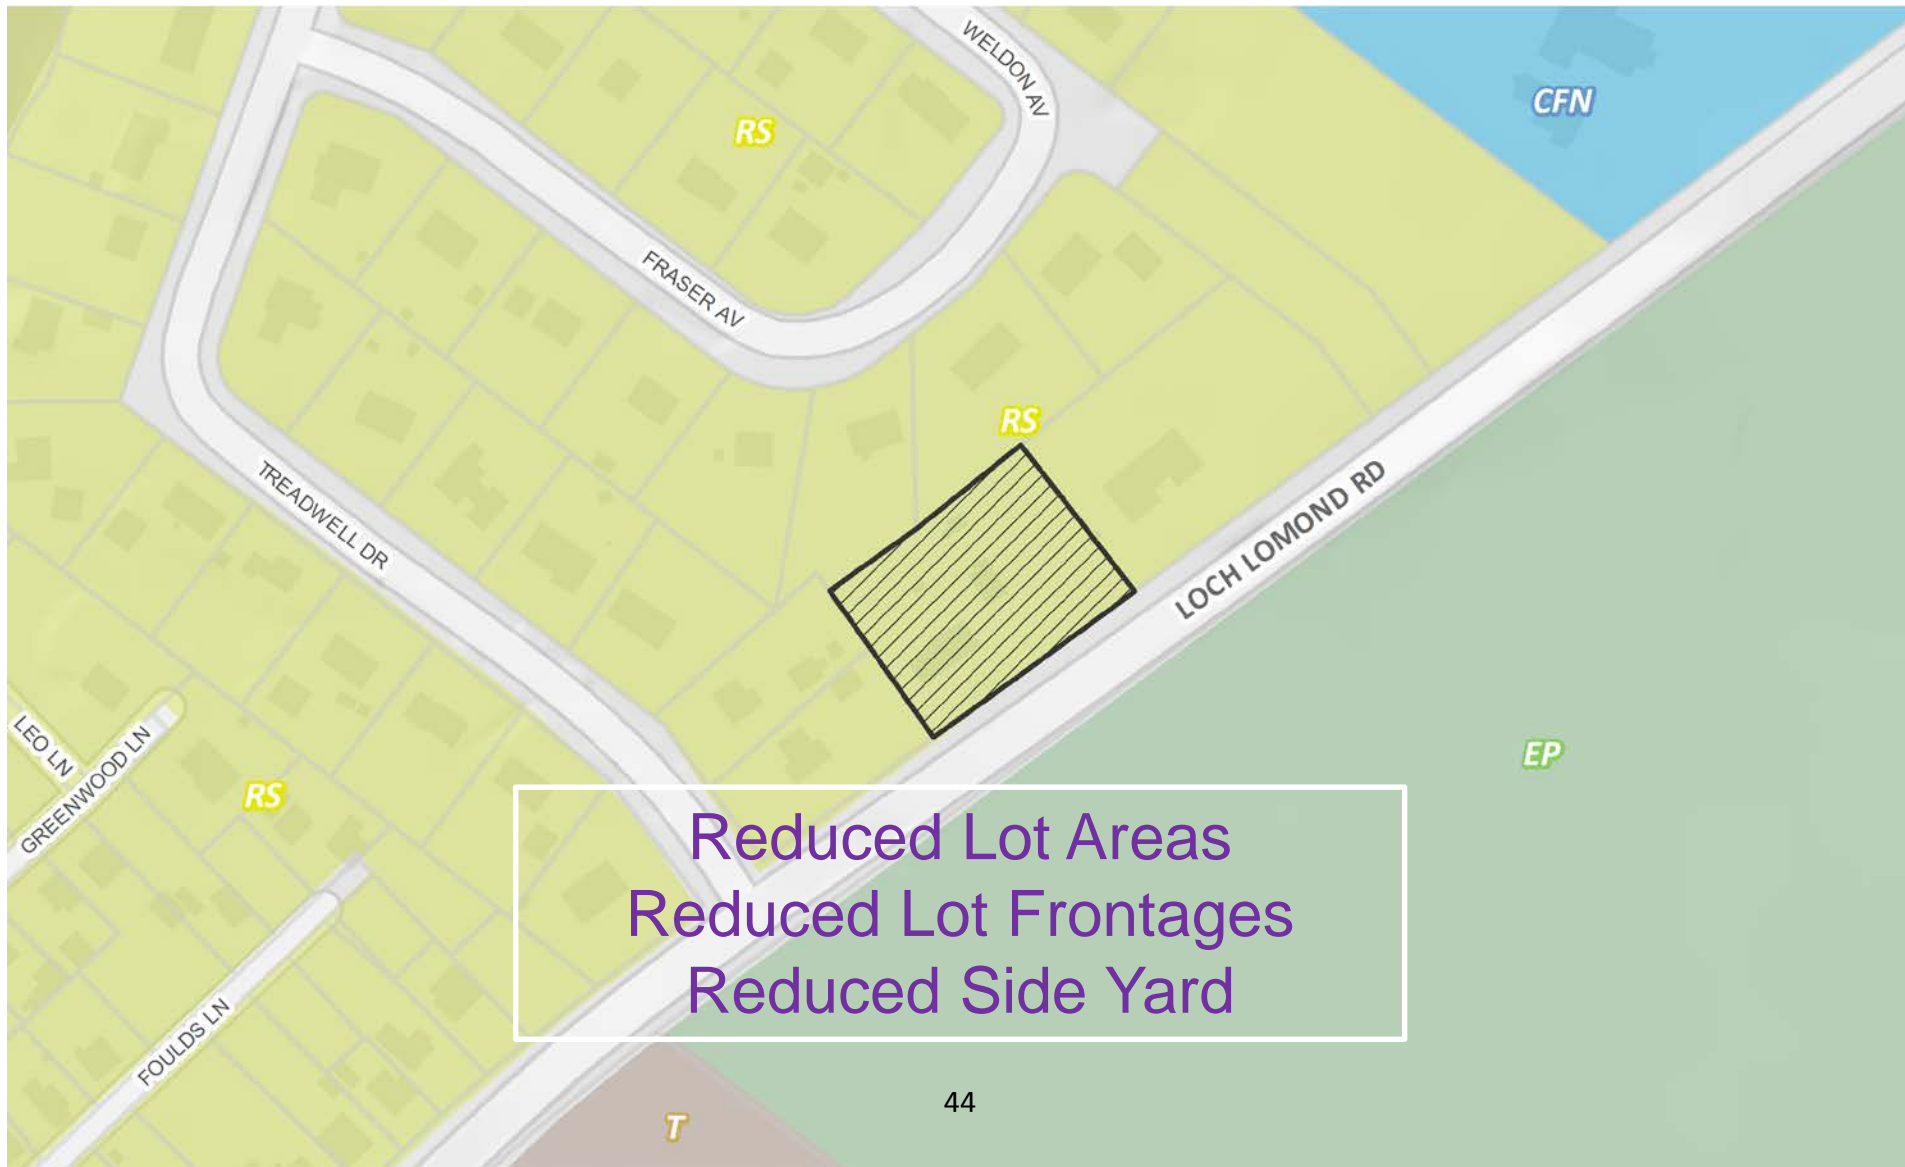 WELDON AV
CFN
RS
FRASER AV
RS
TREADWELL DR
LOCH LOMOND RD
LEO LN
GREENWOOD LN
RS
EP
Reduced Lot Areas
Reduced Lot Frontages
Reduced Side Yard
FOULDS LN
44
T